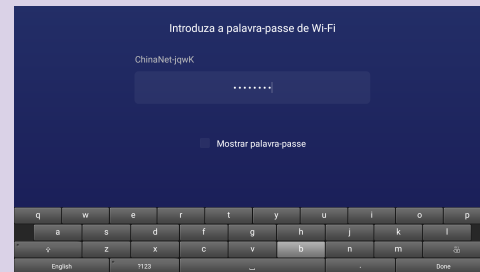 Introduza a palavra-passe de Wi-Fi
ChinaNet-jqwK
••••••••
Mostrar palavra-passe
q w e r t y u i o p
a s d f g h j k l
z x c v b n m
English ?123 . Done